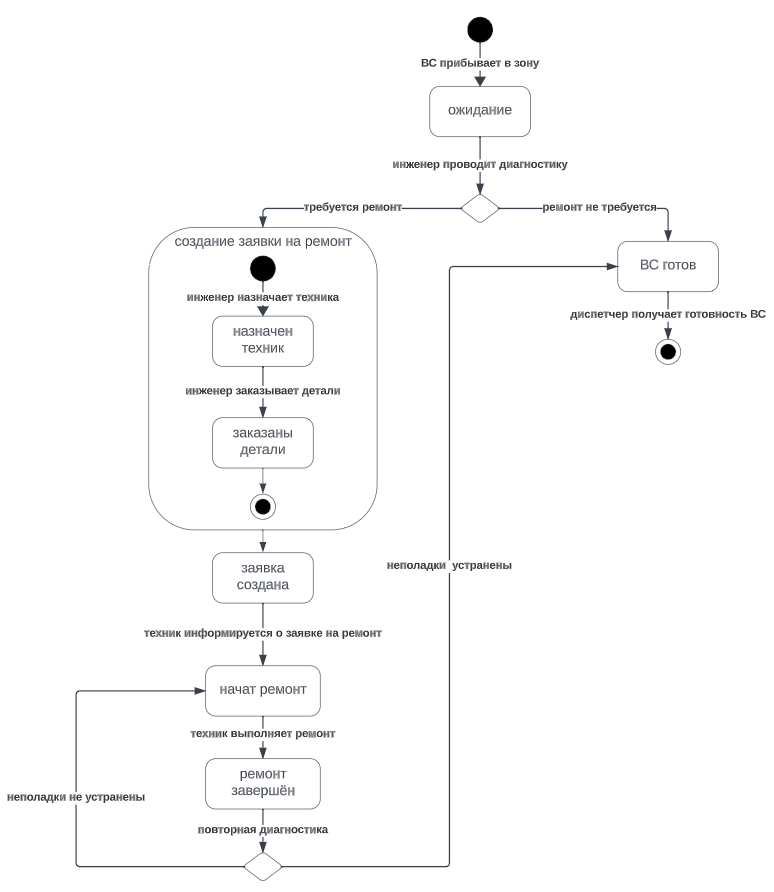 ВС прибывает в зону
ожидание
инженер проводит диагностику
требуется ремонт
ремонт не требуется
создание заявки на ремонт
ВС готов
инженер назначает техника
диспетчер получает готовность ВС
назначен
техник
инженер заказывает детали
заказаны
детали
неполадки устранены
заявка
создана
техник информируется о заявке на ремонт
начат ремонт
техник выполняет ремонт
ремонт
завершён
неполадки не устранены
повторная диагностика